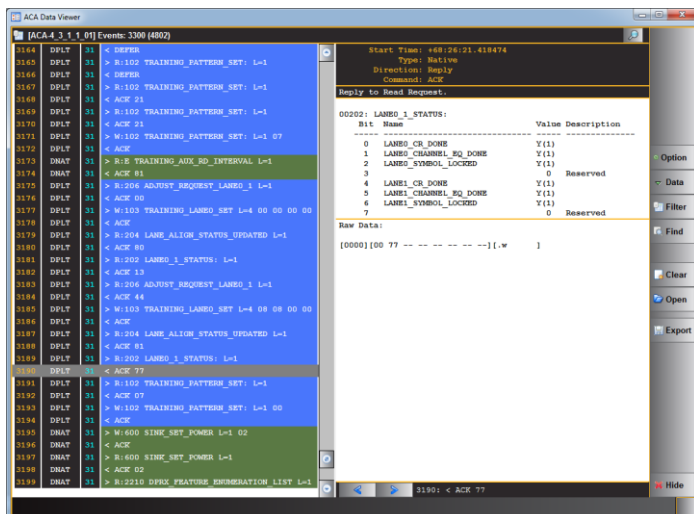 ACA Data Viewer
[ACA-4_3_1_1_01] Events: 3300 (4802)
3164 DPLT 31 < DEFER
3165 DPLT 31 > R:102 TRAINING_PATTERN_SET: L=1
3166 DPLT 31 < DEFER
3167 DPLT 31 > R:102 TRAINING_PATTERN_SET: L=1
3168 DPLT 31 < ACK 21
3169 DPLT 31 > R:102 TRAINING_PATTERN_SET: L=1
3170 DPLT 31 < ACK 21
3171 DPLT 31 > W:102 TRAINING_PATTERN_SET: L=1 07
3172 DPLT 31 < ACK
3173 DNAT 31 > R:E TRAINING_AUX_RD_INTERVAL L=1
3174 DNAT 31 < ACK 81
3175 DPLT 31 > R:206 ADJUST_REQUEST_LANE0_1 L=1
3176 DPLT 31 < ACK 00
3177 DPLT 31 > W:103 TRAINING_LANE0_SET L=4 00 00 00 00
3178 DPLT 31 < ACK
3179 DPLT 31 > R:204 LANE_ALIGN_STATUS_UPDATED L=1
3180 DPLT 31 < ACK 80
3181 DPLT 31 > R:202 LANE0_1_STATUS: L=1
3182 DPLT 31 < ACK 13
3183 DPLT 31 > R:206 ADJUST_REQUEST_LANE0_1 L=1
3184 DPLT 31 < ACK 44
3185 DPLT 31 > W:103 TRAINING_LANE0_SET L=4 08 08 00 00
3186 DPLT 31 < ACK
3187 DPLT 31 > R:204 LANE_ALIGN_STATUS_UPDATED L=1
3188 DPLT 31 < ACK 81
3189 DPLT 31 > R:202 LANE0_1_STATUS: L=1
3190 DPLT 31 < ACK 77
3191 DPLT 31 > R:102 TRAINING_PATTERN_SET: L=1
3192 DPLT 31 < ACK 07
3193 DPLT 31 > W:102 TRAINING_PATTERN_SET: L=1 00
3194 DPLT 31 < ACK
3195 DNAT 31 > W:600 SINK_SET_POWER L=1 02
3196 DNAT 31 < ACK
3197 DNAT 31 > R:600 SINK_SET_POWER L=1
3198 DNAT 31 < ACK 02
3199 DNAT 31 > R:2210 DPRX_FEATURE_ENUMERATION_LIST L=1
Start Time: +68:26:21.418474
Type: Native
Direction: Reply
Command: ACK
Reply to Read Request.
00202: LANE0_1_STATUS:
Bit Name Value Description
----- ------------------------------ ----- --------------
0 LANE0_CR_DONE Y(1)
1 LANE0_CHANNEL_EQ_DONE Y(1)
2 LANE0_SYMBOL_LOCKED Y(1)
3 0 Reserved
4 LANE1_CR_DONE Y(1)
5 LANE1_CHANNEL_EQ_DONE Y(1)
6 LANE1_SYMBOL_LOCKED Y(1)
7 0 Reserved
Raw Data:
[0000][00 77 -- -- -- -- -- --][.w ]
3190: < ACK 77
Option
Data
Filter
Find
Clear
Open
Export
Hide